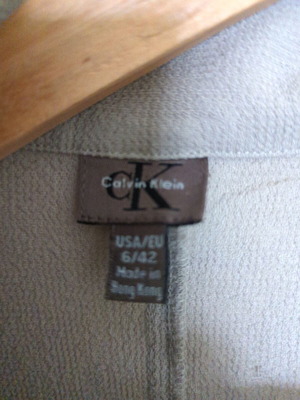 cK
Calvin Klein
USA/EU
6/42
Made in
Hong Kong